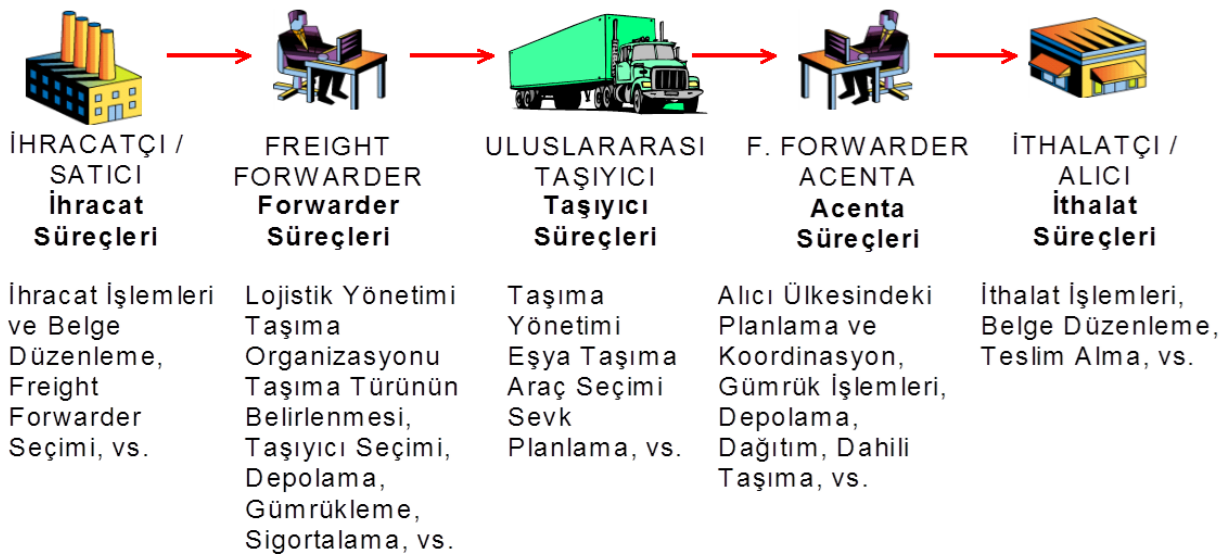 İHRACATÇI /
SATICI
İhracat
Süreçleri
İhracat İşlemleri
ve Belge
Düzenleme,
Freight
Forwarder
Seçimi, vs.
FREIGHT
FORWARDER
Forwarder
Süreçleri
Lojistik Yönetimi
Taşıma
Organizasyonu
Taşıma Türünün
Belirlenmesi,
Taşıyıcı Seçimi,
Depolama,
Gümrükleme,
Sigortalama, vs.
ULUSLARARASI
TAŞIYICI
Taşıyıcı
Süreçleri
Taşıma
Yönetimi
Eşya Taşıma
Araç Seçimi
Sevk
Planlama, vs.
F. FORWARDER
ACENTA
Acenta
Süreçleri
Alıcı Ülkesindeki
Planlama ve
Koordinasyon,
Gümrük İşlemleri,
Depolama,
Dağıtım, Dahili
Taşıma, vs.
İTHALATÇI /
ALICI
İthalat
Süreçleri
İthalat İşlemleri,
Belge Düzenleme,
Teslim Alma, vs.